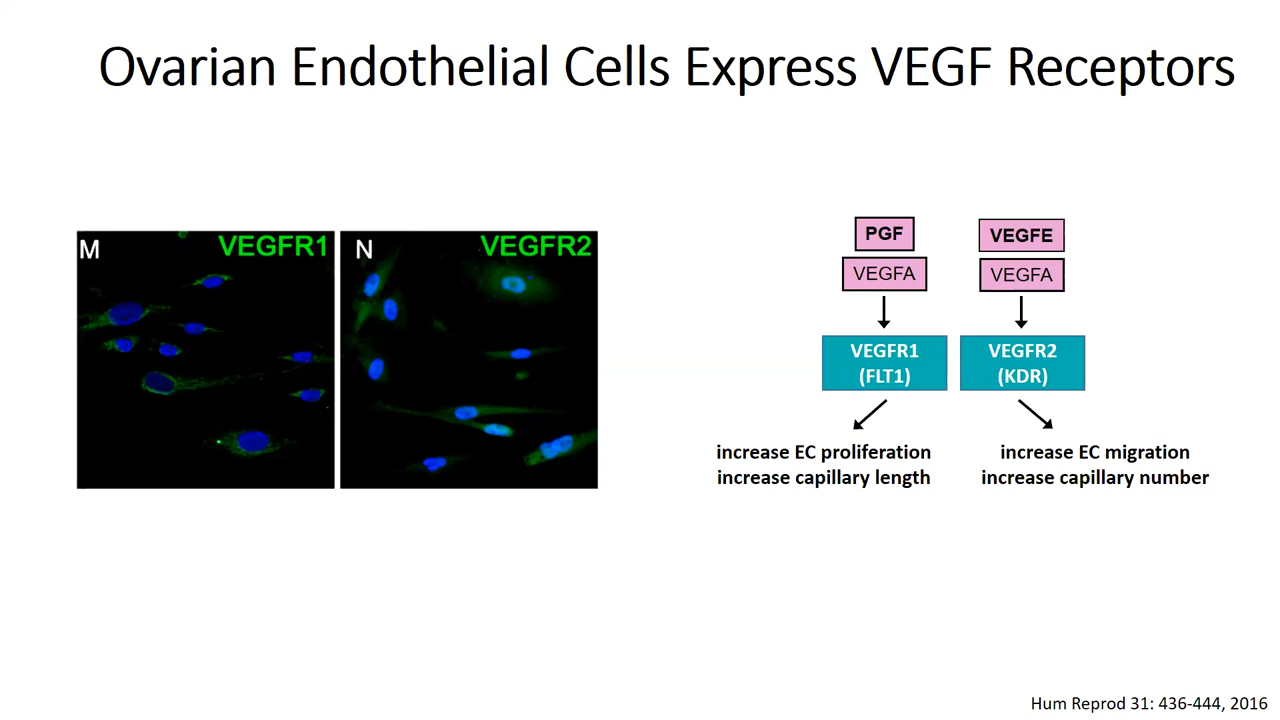 Ovarian Endothelial Cells Express VEGF Receptors
M
VEGFR1
N
VEGFR2
PGF
VEGFA
VEGFR1
(FLT1)
increase EC proliferation
increase capillary length
VEGFE
VEGFA
VEGFR2
(KDR)
increase EC migration
increase capillary number
Hum Reprod 31: 436-444, 2016